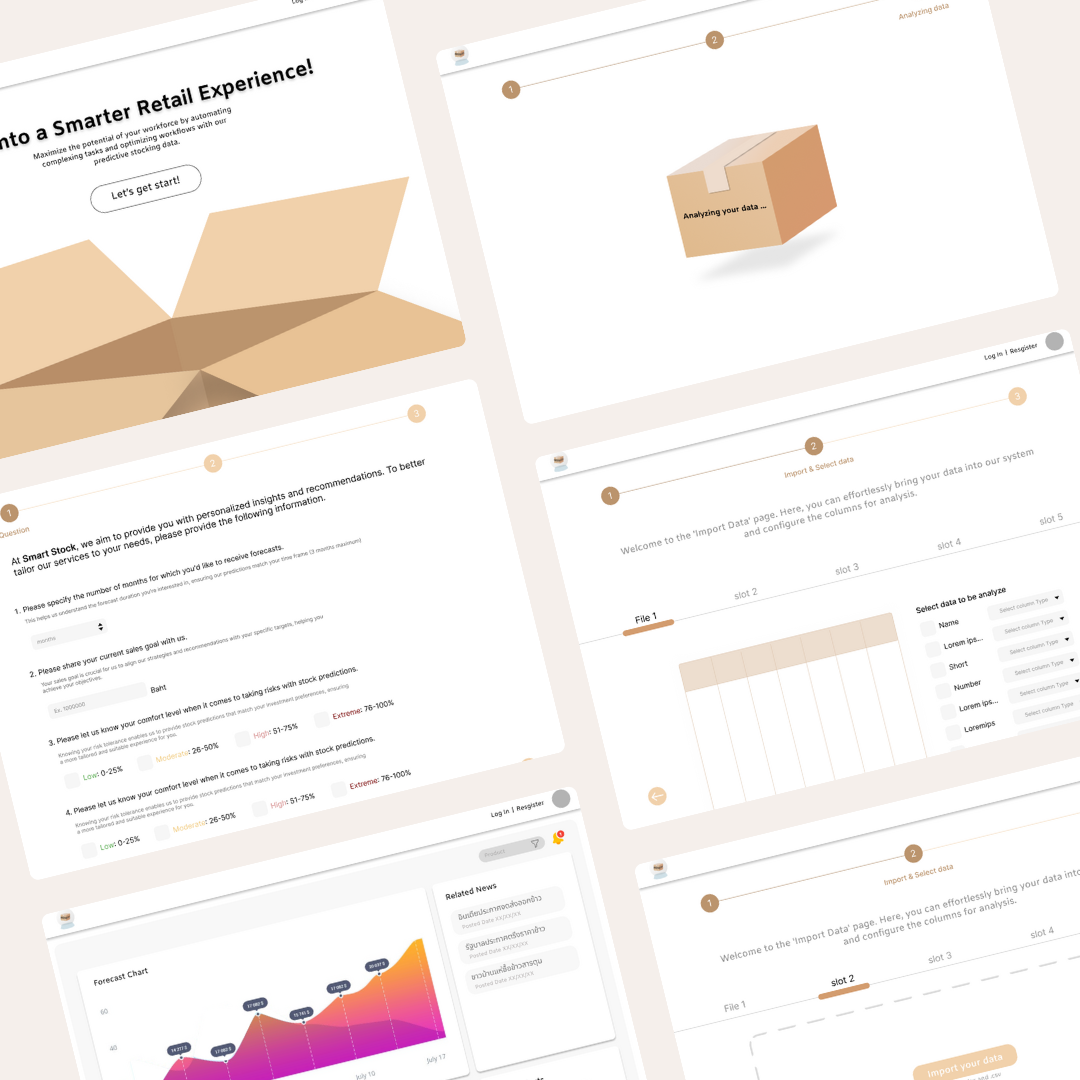 nto a Smarter Retail Experience!
Maximize the potential of your workforce by automating
complexing tasks and optimizing workflows with our
predictive stocking data.
Let's get start!
1
2
Analyzing data
Analyzing your data ...
1
2
3
Question
At Smart Stock, we aim to provide you with personalized insights and recommendations. To better
tailor our services to your needs, please provide the following information.
1. Please specify the number of months for which you'd like to receive forecasts.
This helps us understand the forecast duration you're interested in, ensuring our predictions match your time frame (3 months maximum)
months
2. Please share your current sales goal with us.
Your sales goal is crucial for us to align our strategies and recommendations with your specific targets, helping you
achieve your objectives.
Ex. 1000000
Baht
3. Please let us know your comfort level when it comes to taking risks with stock predictions.
Knowing your risk tolerance enables us to provide stock predictions that match your investment preferences, ensuring
a more tailored and suitable experience for you.
Low: 0-25%
Moderate: 26-50%
High: 51-75%
Extreme: 76-100%
4. Please let us know your comfort level when it comes to taking risks with stock predictions.
Knowing your risk tolerance enables us to provide stock predictions that match your investment preferences, ensuring
a more tailored and suitable experience for you.
Low: 0-25%
Moderate: 26-50%
High: 51-75%
Extreme: 76-100%
Log In | Resgister
1
2
3
Import & Select data
Welcome to the 'Import Data' page. Here, you can effortlessly bring your data into our system
and configure the columns for analysis.
File 1
slot 2
slot 3
slot 4
slot 5
Select data to be analyze
Name
Select column Type
Lorem ips...
Select column Type
Short
Select column Type
Number
Select column Type
Lorem ips...
Select column Type
Loremips
Select column Type
Log In | Resgister
Product
Forecast Chart
60
40
July 10
July 17
Related News
อินเดียประกาศงดส่งออกข้าว
Posted Date XX/XX/XX
รัฐบาลประกาศตรึงราคาข้าว
Posted Date XX/XX/XX
ชาวบ้านแห่ซื้อข้าวสารตุน
Posted Date XX/XX/XX
1
2
Import & Select data
Welcome to the 'Import Data' page. Here, you can effortlessly bring your data into
and configure the columns for analysis.
File 1
slot 2
slot 3
slot 4
Import your data